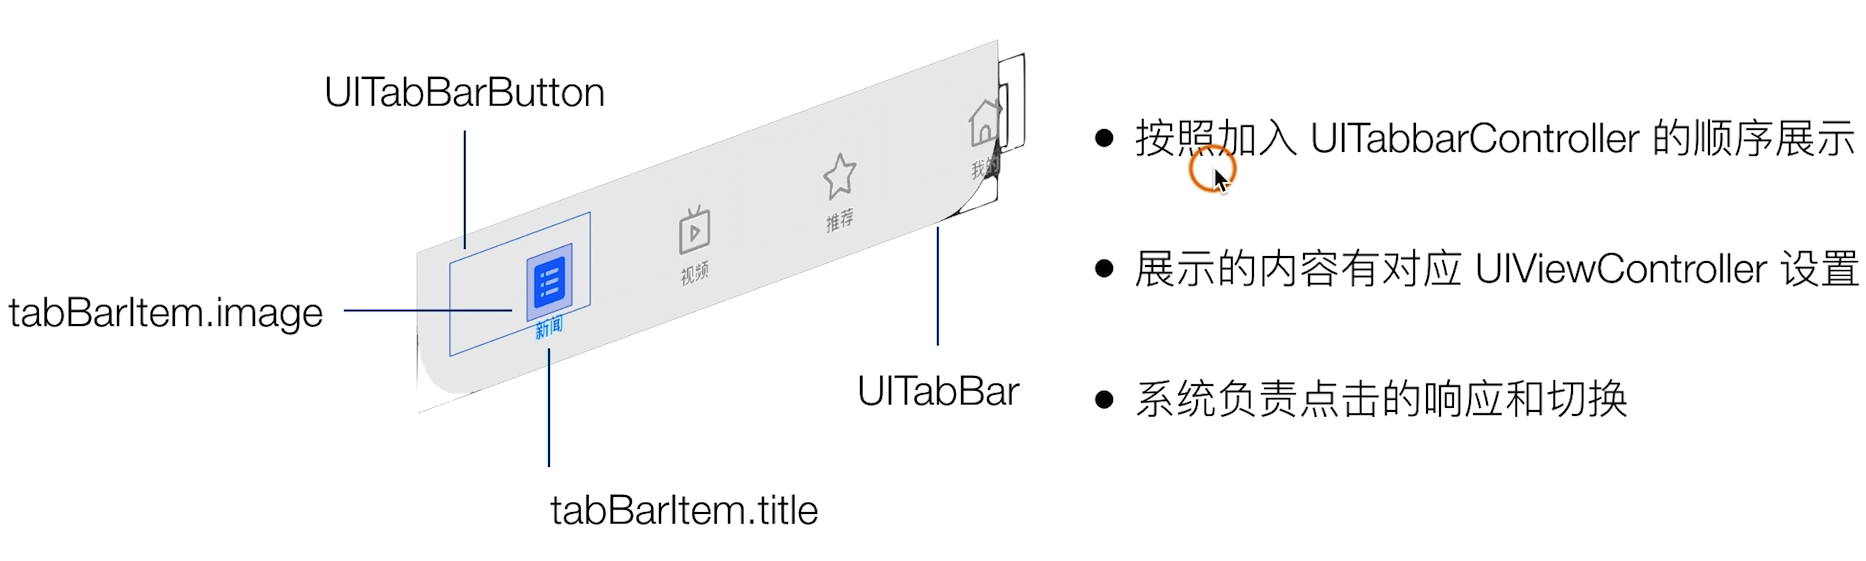 UITabBarButton
tabBarItem.image
新闻
视频
推荐
我的
UITabBar
tabBarItem.title
● 按照加入 UITabbarController 的顺序展示
● 展示的内容有对应 UIViewController 设置
● 系统负责点击的响应和切换